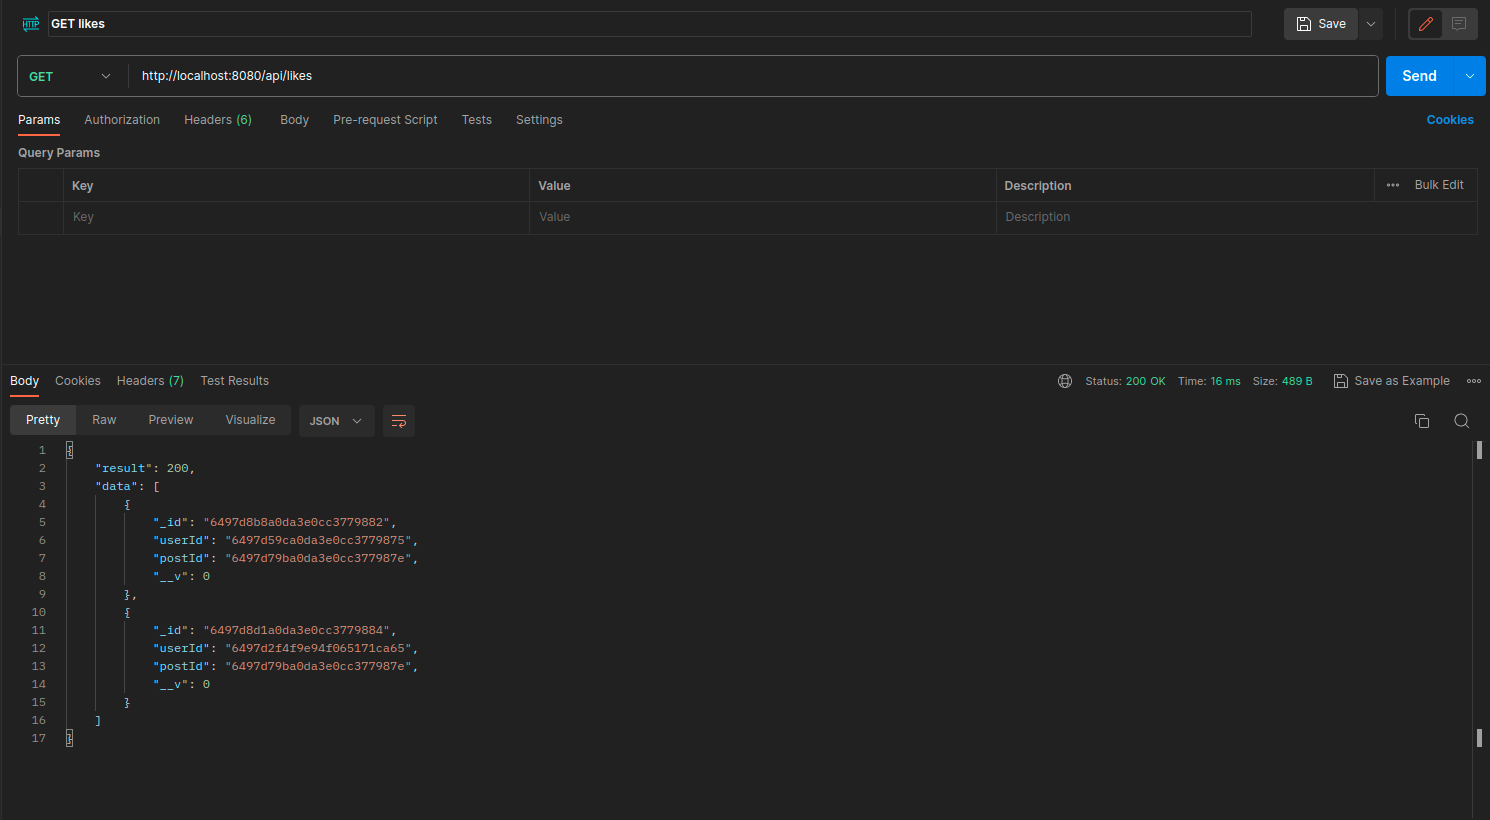 HTTP GET likes Save
GET http://localhost:8080/api/likes Send
Params Authorization Headers (6) Body Pre-request Script Tests Settings Cookies
Query Params
Key Value Description ••• Bulk Edit
Key Value Description
Body Cookies Headers (7) Test Results Status: 200 OK Time: 16 ms Size: 489 B Save as Example
Pretty Raw Preview Visualize JSON
1 {
2 "result": 200,
3 "data": [
4 {
5 "_id": "6497d8b8a0da3e0cc3779882",
6 "userId": "6497d59ca0da3e0cc3779875",
7 "postId": "6497d79ba0da3e0cc377987e",
8 "__v": 0
9 },
10 {
11 "_id": "6497d8d1a0da3e0cc3779884",
12 "userId": "6497d2f4f9e94f065171ca65",
13 "postId": "6497d79ba0da3e0cc377987e",
14 "__v": 0
15 }
16 ]
17 }